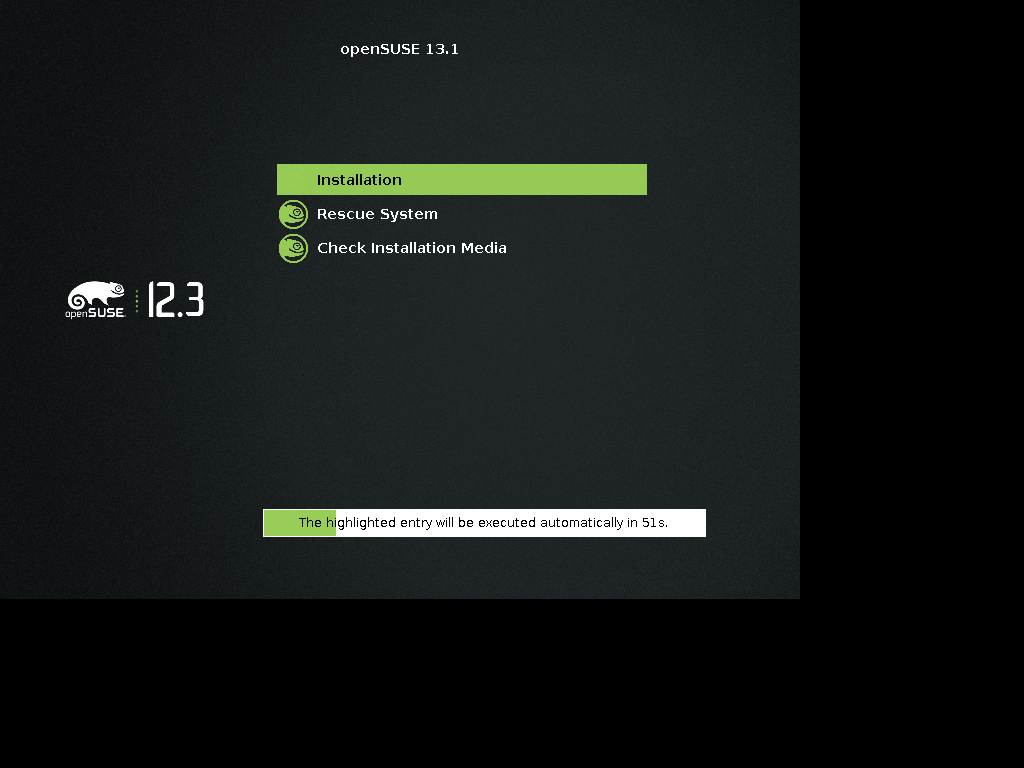 openSUSE 13.1
Installation
Rescue System
Check Installation Media
openSUSE 12.3
The highlighted entry will be executed automatically in 51s.